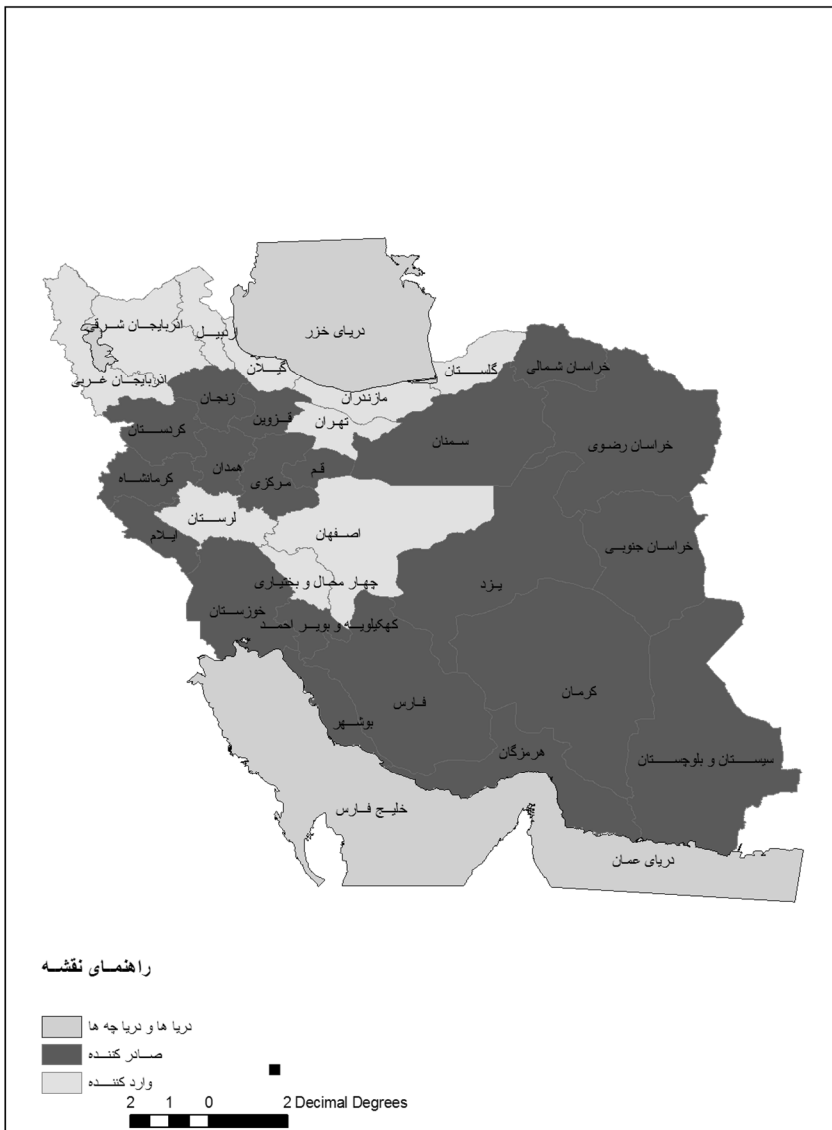 دریای خزر
اذربایجان شرقی
اردبیل
گیلان
گلستان
خراسان شمالی
اذربایجان غربی
مازندران
زنجان
تهران
قزوین
کردستان
سمنان
خراسان رضوی
همدان
قم
کرمانشاه
مرکزی
لرستان
ایلام
اصفهان
خراسان جنوبی
چهار محال و بختیاری
یزد
خوزستان
کهکیلویه و بویر احمد
کرمان
فارس
بوشهر
هرمزگان
سیستان و بلوچستان
خلیج فارس
دریای عمان
راهنمای نقشه
دریا ها و دریا چه ها
صادر کننده
وارد کننده
2 1 0 2 Decimal Degrees